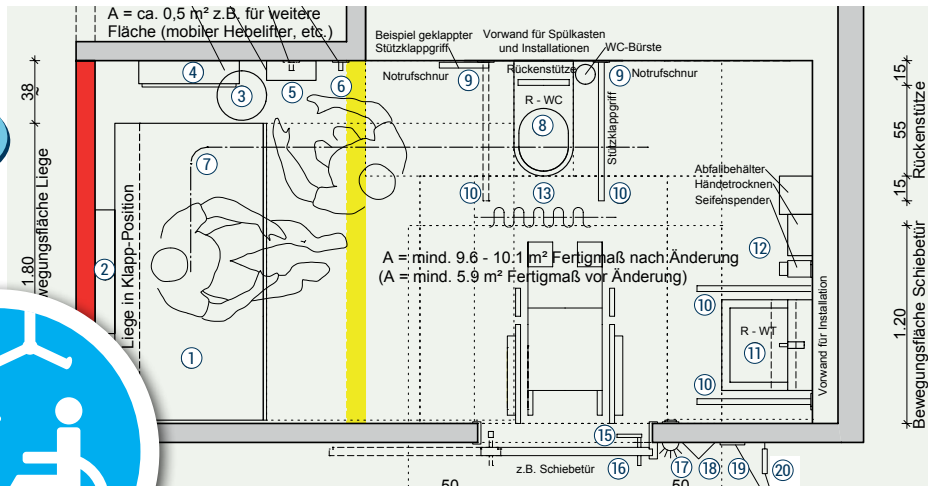 A = ca. 0,5 m² z.B. für weitere
Fläche (mobiler Hebelifter, etc.)
Beispiel geklappter
Stützklappgriff
Vorwand für Spülkasten
und Installationen
WC-Bürste
Notrufschnur
Rückenstütze
Notrufschnur
4
3
5
6
9
9
R - WC
8
Stützklappgriff
7
10
13
10
Abfallbehälter
Händetrocknen
Seifenspender
12
2
A = mind. 9.6 - 10.1 m² Fertigmaß nach Änderung
(A = mind. 5.9 m² Fertigmaß vor Änderung)
10
R - WT
11
10
1
Liege in Klapp-Position
Vorwand für Installation
38
1.80
wegungsfläche Liege
15
55
15
Rückenstütze
1.20
Bewegungsfläche Schiebetür
15
z.B. Schiebetür
16
17
18
19
20
50
50